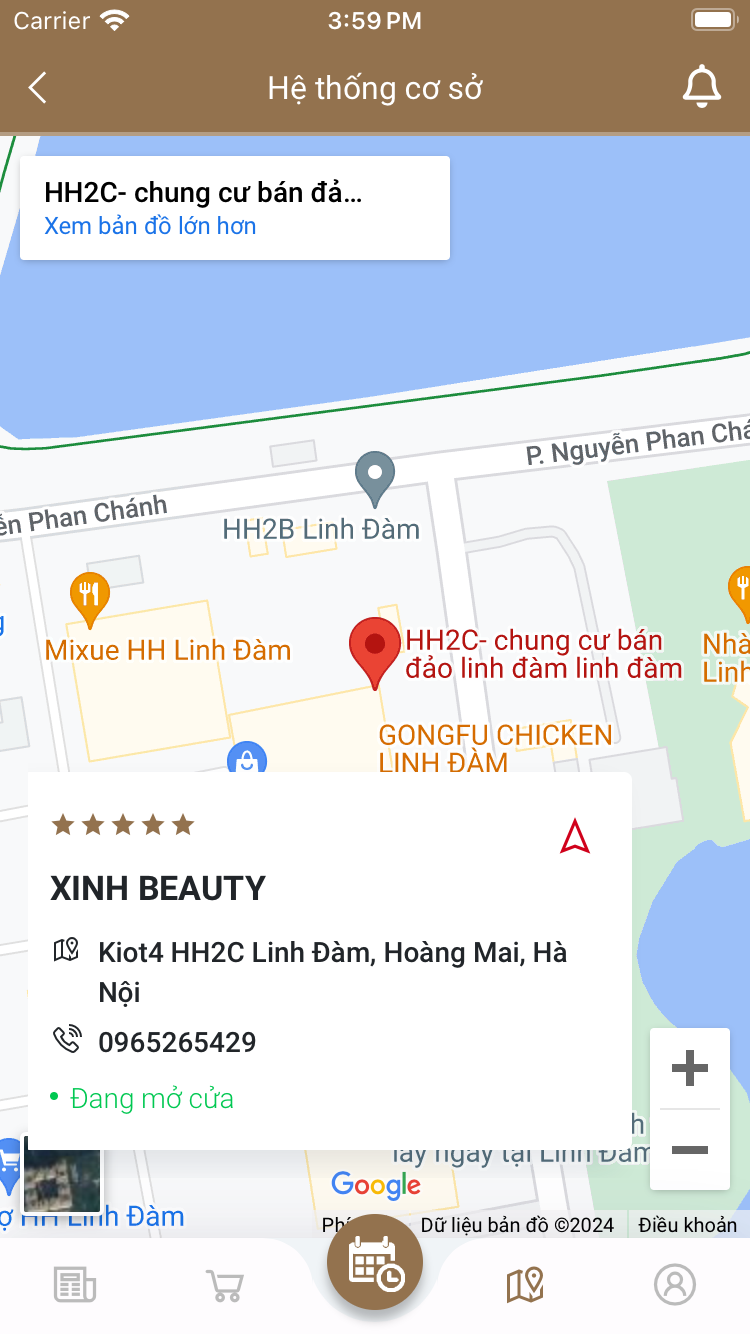 Carrier
3:59 PM
Hệ thống cơ sở
HH2C- chung cư bán đả...
Xem bản đồ lớn hơn
P. Nguyễn Phan Chá
ễn Phan Chánh
HH2B Linh Đàm
Mixue HH Linh Đàm
HH2C- chung cư bán
đảo linh đàm linh đàm
Nhà
Linh
GONGFU CHICKEN
LINH ĐÀM
XINH BEAUTY
Kiot4 HH2C Linh Đàm, Hoàng Mai, Hà
Nội
0965265429
Đang mở cửa
lấy ngay tại Linh Đàm
Google
ợ HH Linh Đàm
Dữ liệu bản đồ ©2024
Điều khoản